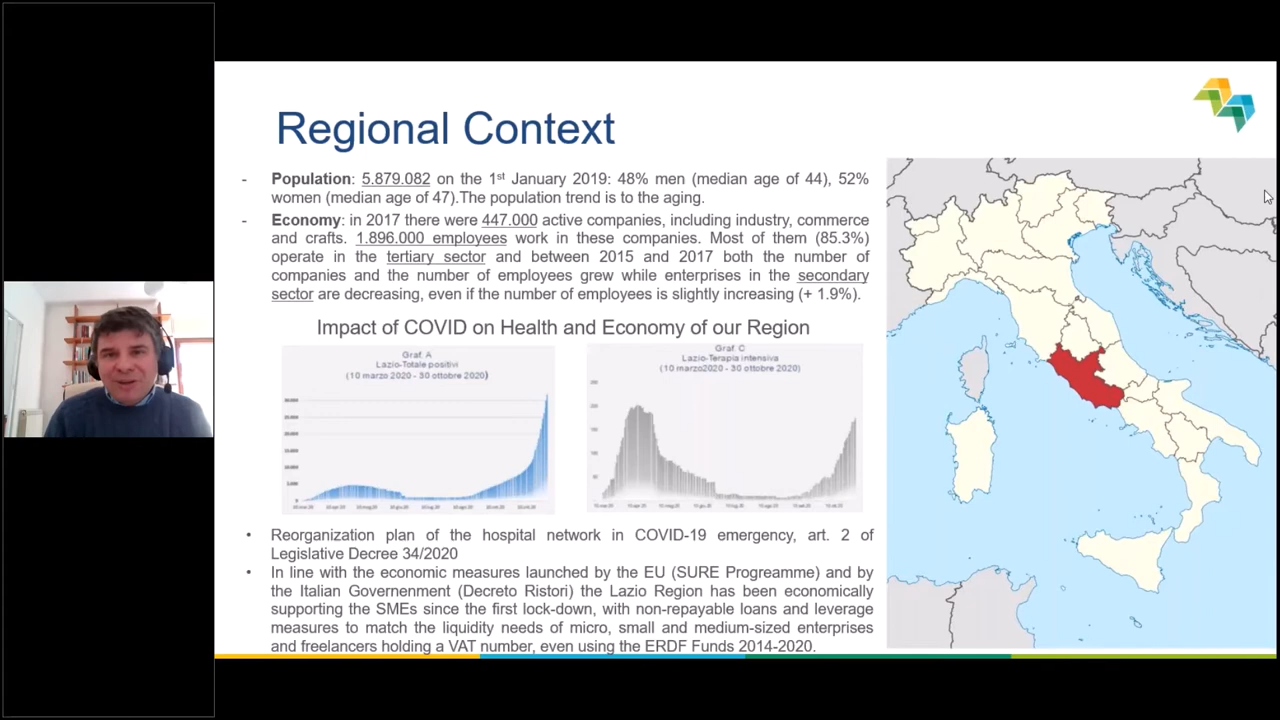 Regional Context
- Population: 5.879.082 on the 1st January 2019: 48% men (median age of 44), 52%
women (median age of 47).The population trend is to the aging.
- Economy: in 2017 there were 447.000 active companies, including industry, commerce
and crafts. 1.896.000 employees work in these companies. Most of them (85.3%)
operate in the tertiary sector and between 2015 and 2017 both the number of
companies and the number of employees grew while enterprises in the secondary
sector are decreasing, even if the number of employees is slightly increasing (+ 1.9%).
Impact of COVID on Health and Economy of our Region
Graf. A
Lazio-Totale positivi
(10 marzo 2020 - 30 ottobre 2020)
Graf. C
Lazio-Terapia intensiva
(10 marzo2020 - 30 ottobre 2020)
• Reorganization plan of the hospital network in COVID-19 emergency, art. 2 of
Legislative Decree 34/2020
• In line with the economic measures launched by the EU (SURE Progreamme) and by
the Italian Governenment (Decreto Ristori) the Lazio Region has been economically
supporting the SMEs since the first lock-down, with non-repayable loans and leverage
measures to match the liquidity needs of micro, small and medium-sized enterprises
and freelancers holding a VAT number, even using the ERDF Funds 2014-2020.